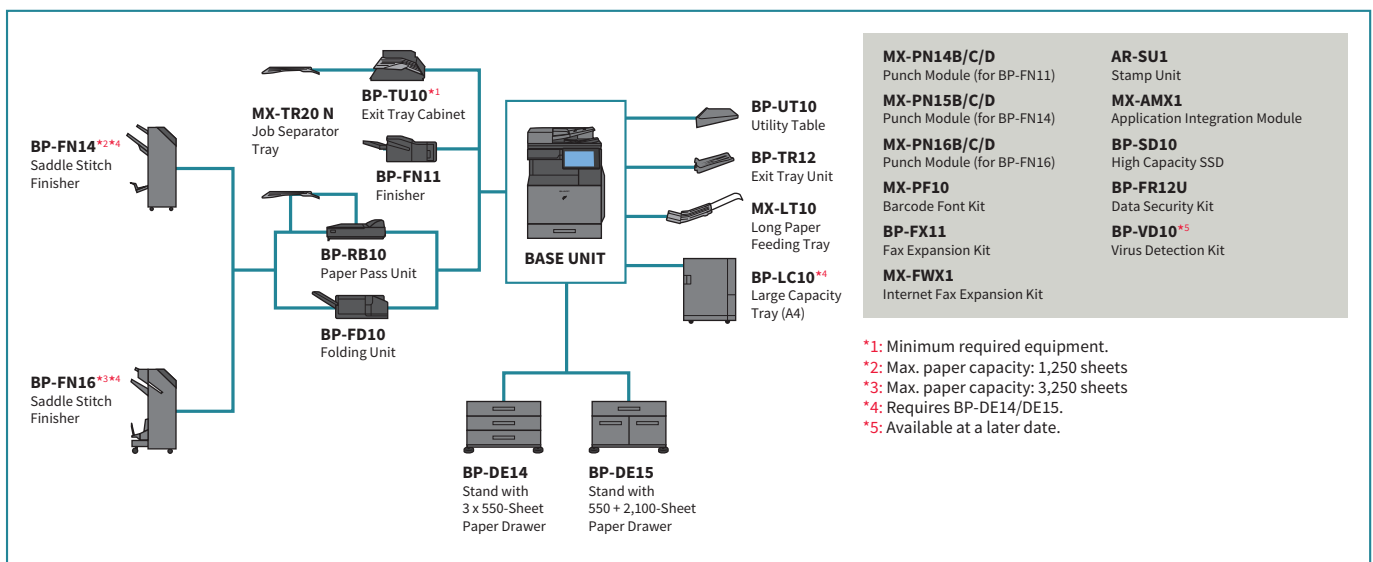 BP-FN14*2*4
Saddle Stitch
Finisher
BP-FN16*3*4
Saddle Stitch
Finisher
MX-TR20 N
Job Separator
Tray
BP-TU10*1
Exit Tray Cabinet
BP-FN11
Finisher
BP-RB10
Paper Pass Unit
BP-FD10
Folding Unit
BASE UNIT
BP-UT10
Utility Table
BP-TR12
Exit Tray Unit
MX-LT10
Long Paper
Feeding Tray
BP-LC10*4
Large Capacity
Tray (A4)
BP-DE14
Stand with
3 x 550-Sheet
Paper Drawer
BP-DE15
Stand with
550 + 2,100-Sheet
Paper Drawer
MX-PN14B/C/D
Punch Module (for BP-FN11)
MX-PN15B/C/D
Punch Module (for BP-FN14)
MX-PN16B/C/D
Punch Module (for BP-FN16)
MX-PF10
Barcode Font Kit
BP-FX11
Fax Expansion Kit
MX-FWX1
Internet Fax Expansion Kit
AR-SU1
Stamp Unit
MX-AMX1
Application Integration Module
BP-SD10
High Capacity SSD
BP-FR12U
Data Security Kit
BP-VD10*5
Virus Detection Kit
*1: Minimum required equipment.
*2: Max. paper capacity: 1,250 sheets
*3: Max. paper capacity: 3,250 sheets
*4: Requires BP-DE14/DE15.
*5: Available at a later date.